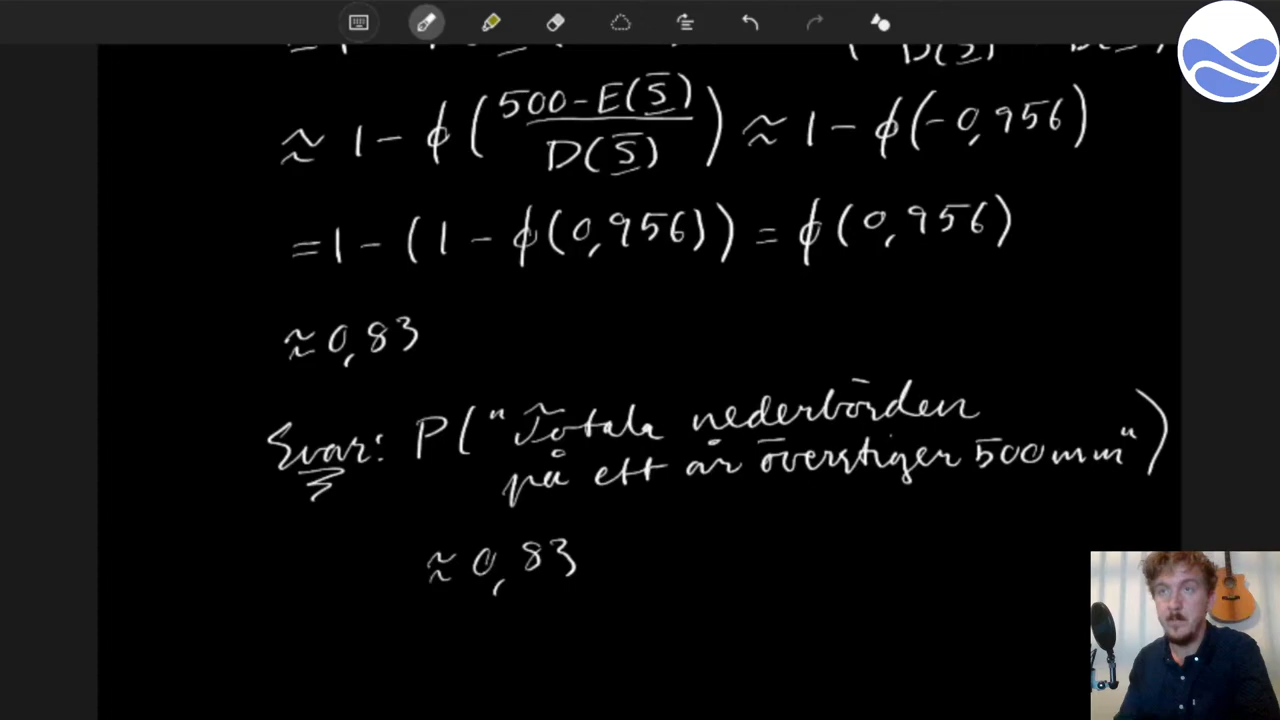 = 1 -
D(S̲)
≈ 1 - ϕ(500 - E(S̲)/D(S̲)) ≈ 1 - ϕ(-0,956)
= 1 - (1 - ϕ(0,956)) = ϕ(0,956)
≈ 0,83
Svar: P("Totala nederbörden
på ett år överstiger 500mm")
≈ 0,83